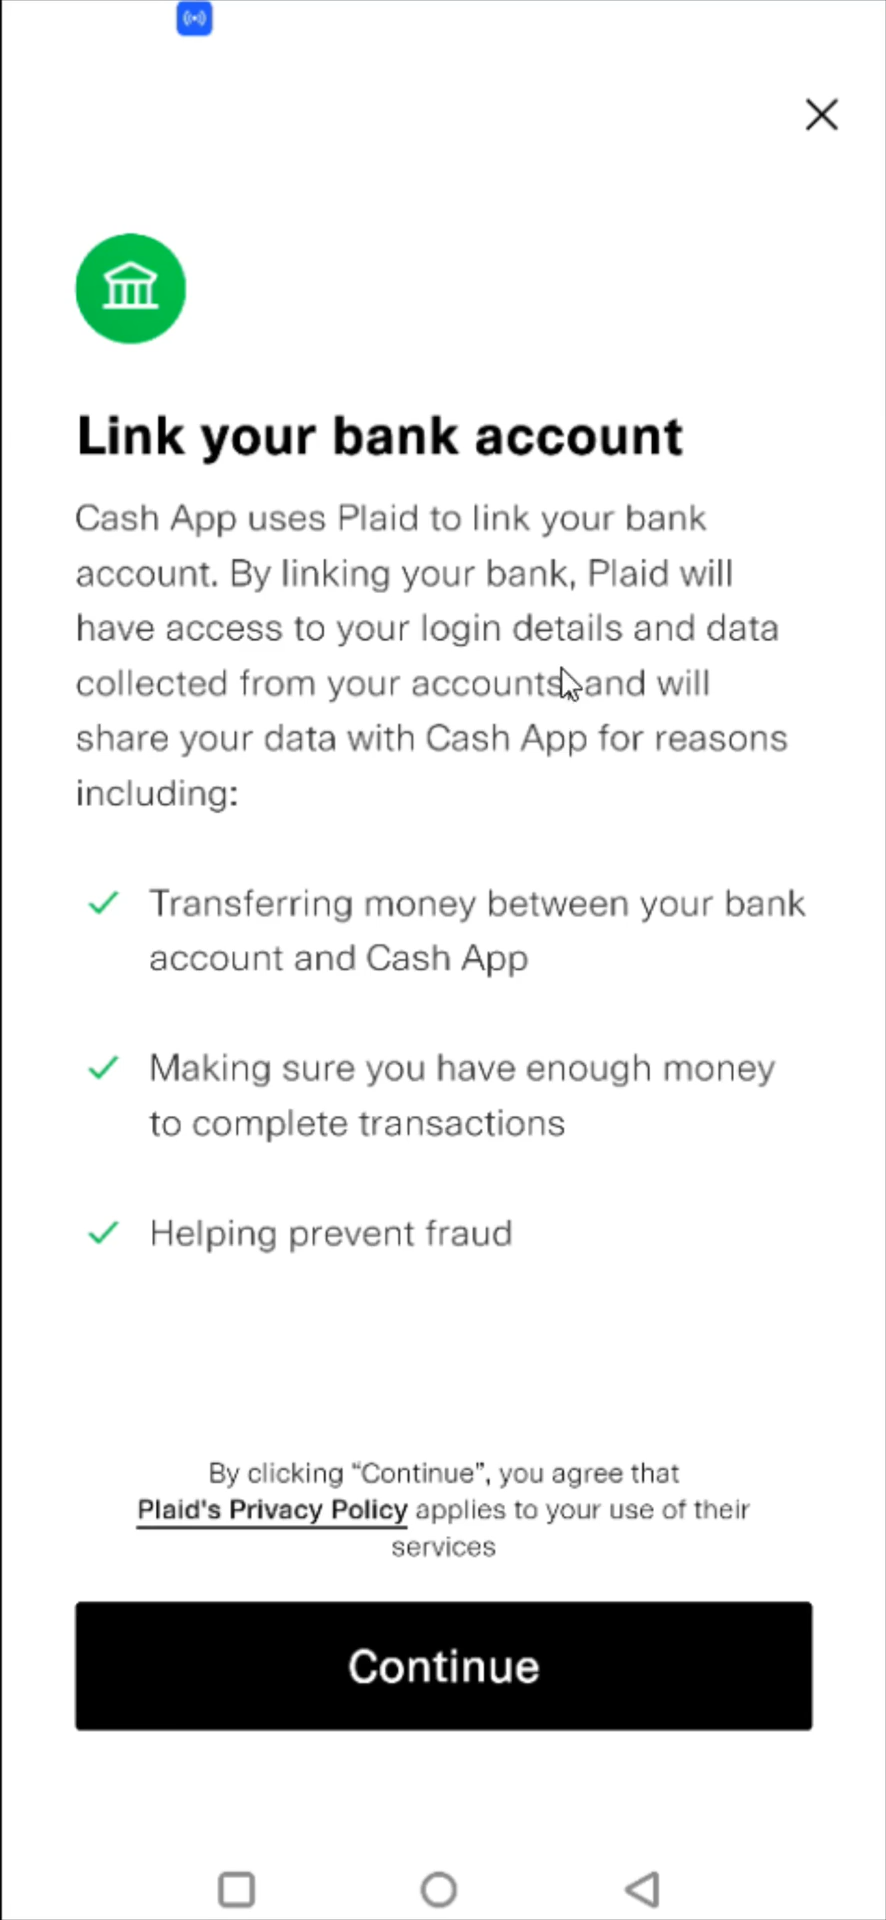 Link your bank account
Cash App uses Plaid to link your bank
account. By linking your bank, Plaid will
have access to your login details and data
collected from your accounts, and will
share your data with Cash App for reasons
including:
Transferring money between your bank
account and Cash App
Making sure you have enough money
to complete transactions
Helping prevent fraud
By clicking “Continue”, you agree that
Plaid's Privacy Policy applies to your use of their
services
Continue